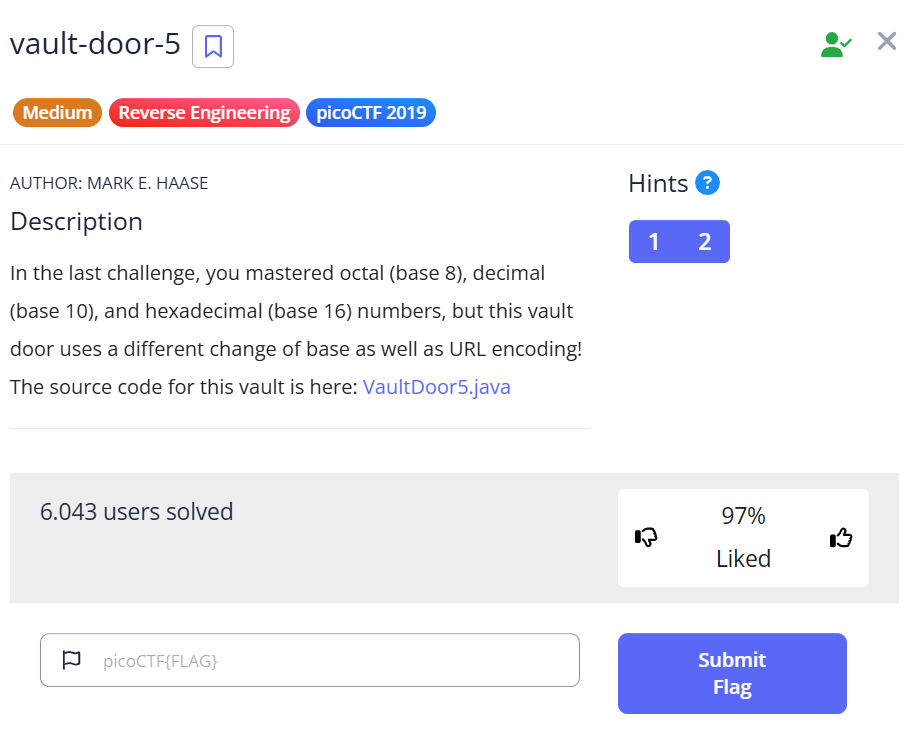 vault-door-5
Medium
Reverse Engineering
picoCTF 2019
AUTHOR: MARK E. HAASE
Description
In the last challenge, you mastered octal (base 8), decimal
(base 10), and hexadecimal (base 16) numbers, but this vault
door uses a different change of base as well as URL encoding!
The source code for this vault is here: VaultDoor5.java
Hints ?
1 2
6.043 users solved
97%
Liked
picoCTF{FLAG}
Submit
Flag